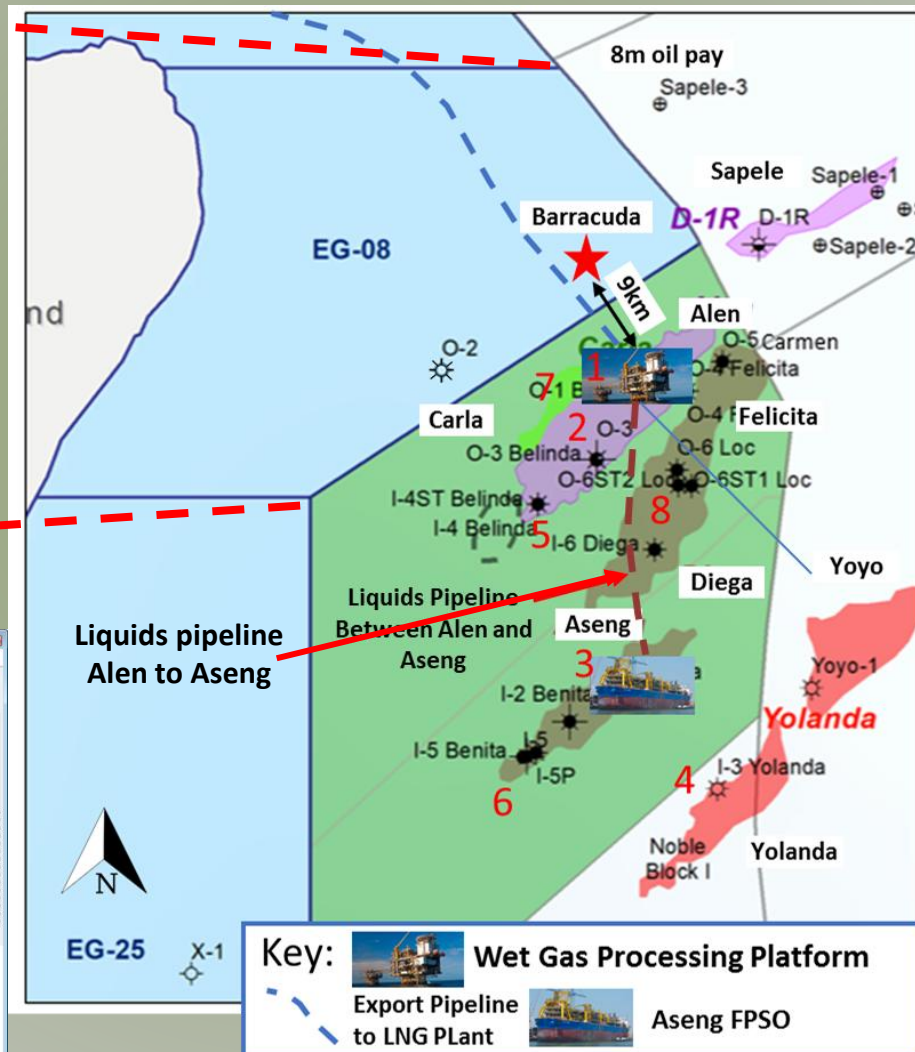 8m oil pay
Sapele-3
Sapele
Sapele-1
D-1R
D-1R
Sapele-2
Barracuda
EG-08
nd
9km
Alen
O-5 Carmen
O-2
1
O-4 Felicita
7
O-1 B
Carla
Felicita
2
O-3
O-4 F
O-3 Belinda
O-6 Loc
O-6ST2 Loc
O-6ST1 Loc
I-4ST Belinda
8
I-4 Belinda
5
I-6 Diega
Yoyo
Diega
Liquids Pipeline
Between Alen and
Aseng
Liquids pipeline
Alen to Aseng
Aseng
3
Yoyo-1
I-2 Benita
Yolanda
I-5
I-5 Benita
I-5P
4
I-3 Yolanda
6
Noble
Block I
Yolanda
N
EG-25
X-1
Key:
Wet Gas Processing Platform
Export Pipeline
to LNG PLant
Aseng FPSO